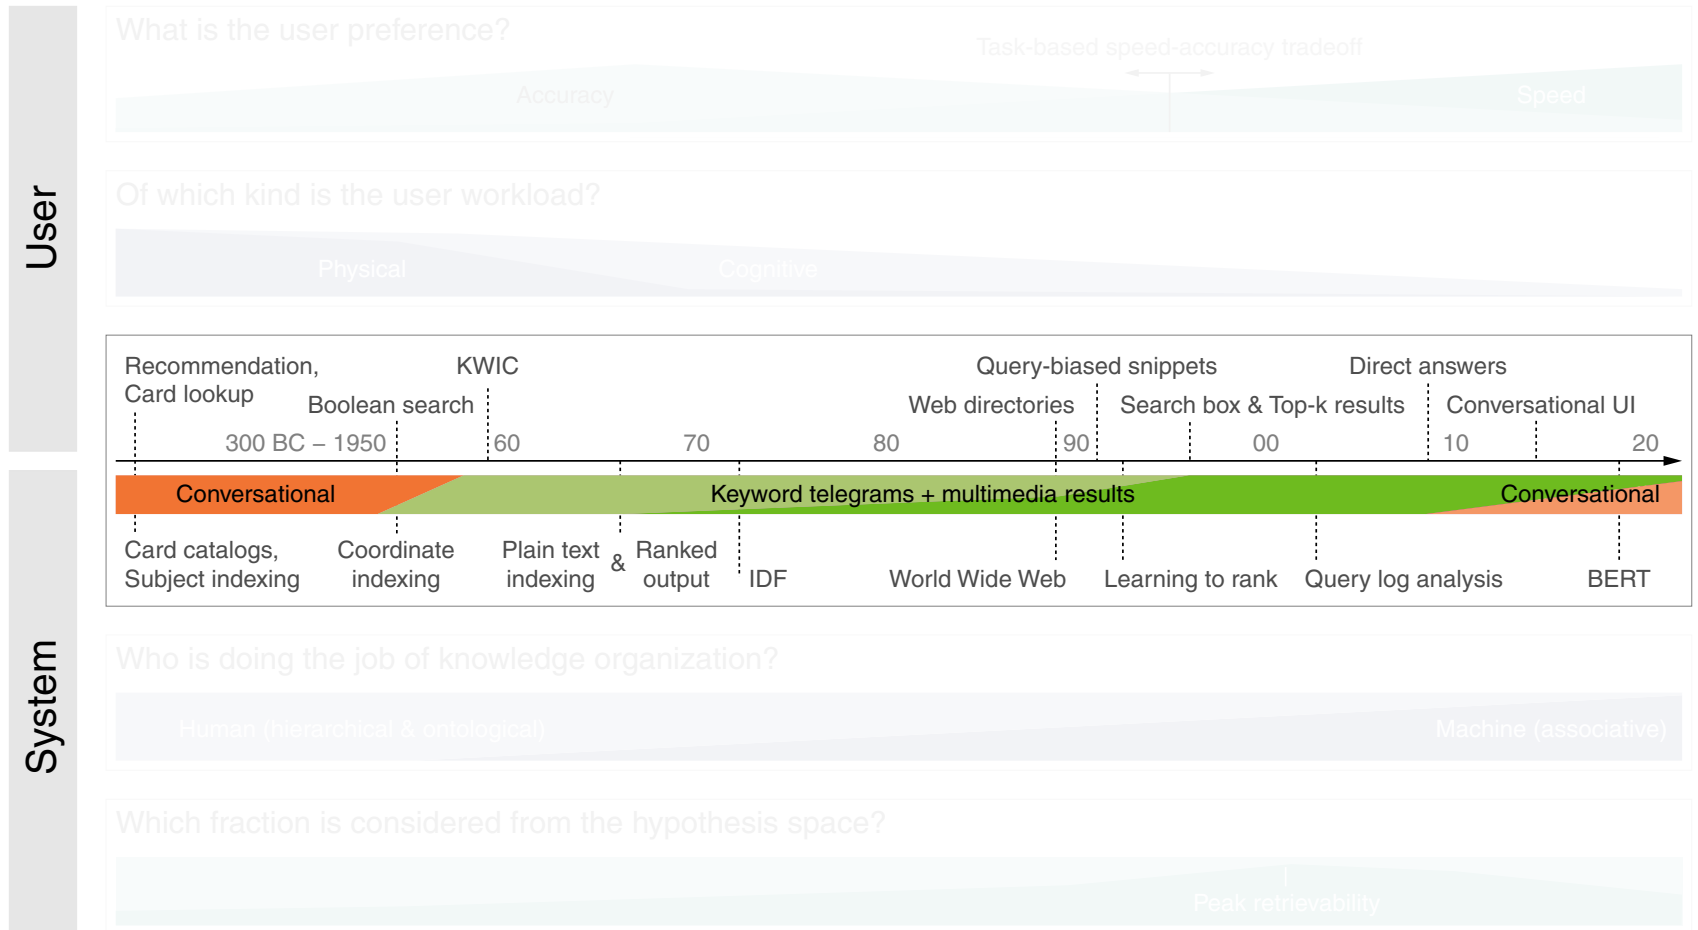 User
System
What is the user preference?
Task-based speed-accuracy tradeoff
Accuracy
Speed
Of which kind is the user workload?
Physical
Cognitive
Recommendation,
Card lookup
Boolean search
KWIC
Web directories
Query-biased snippets
Search box & Top-k results
Direct answers
Conversational UI
300 BC – 1950
60
70
80
90
00
10
20
Conversational
Keyword telegrams + multimedia results
Conversational
Card catalogs,
Subject indexing
Coordinate
indexing
Plain text
indexing
&
Ranked
output
IDF
World Wide Web
Learning to rank
Query log analysis
BERT
Who is doing the job of knowledge organization?
Human (hierarchical & ontological)
Machine (associative)
Which fraction is considered from the hypothesis space?
Peak retrievability